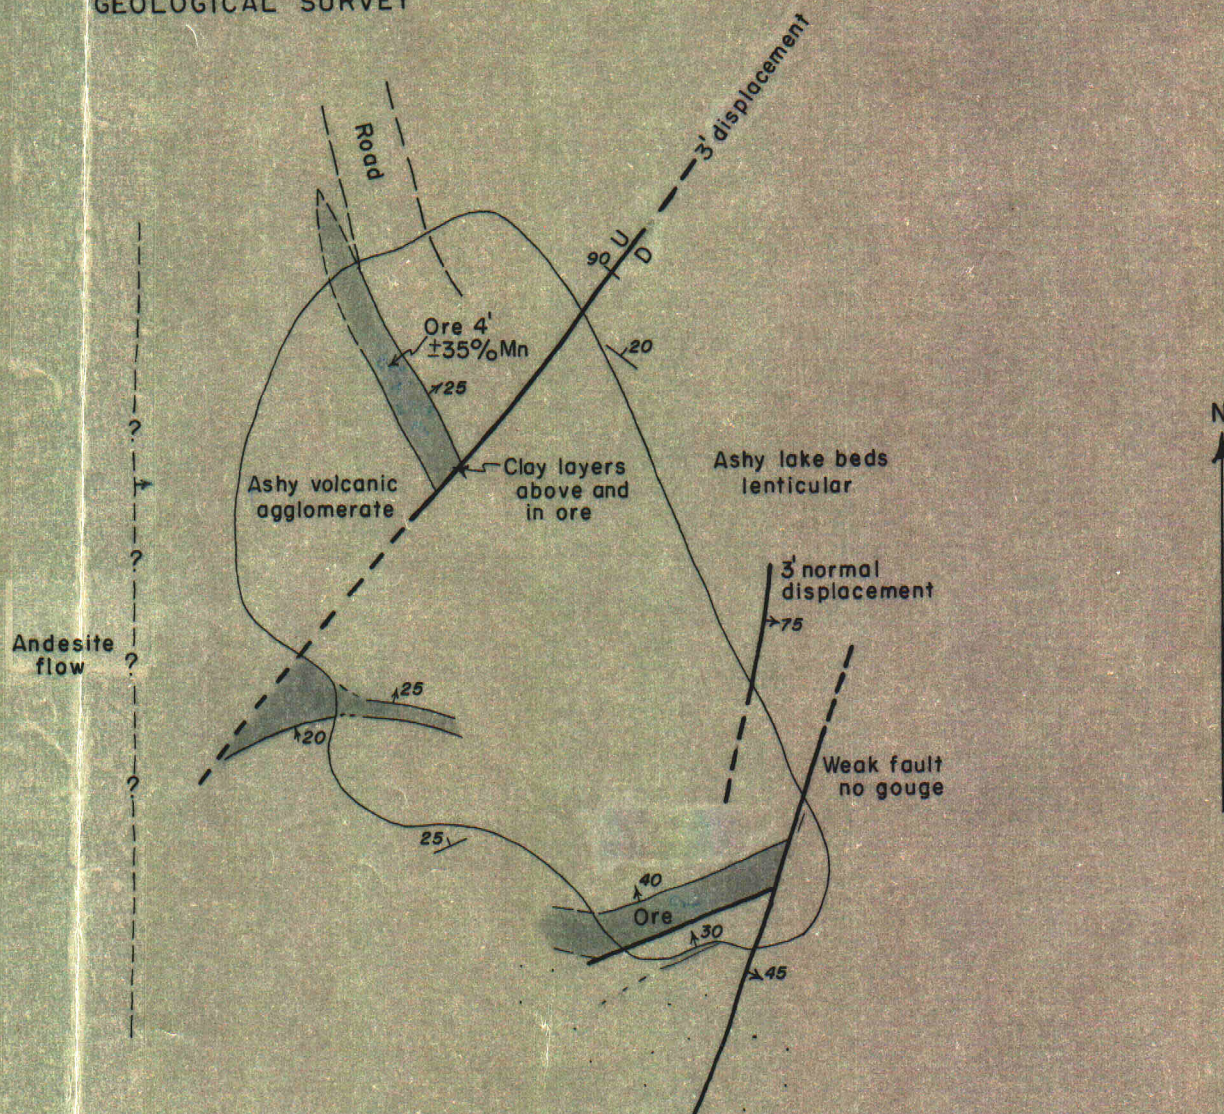 GEOLOGICAL SURVEY
3' displacement
Road
U
90
D
N
Ore 4'
±35% Mn
20
25
?
Ashy volcanic
agglomerate
Clay layers
above and
in ore
Ashy lake beds
lenticular
?
3' normal
displacement
75
Andesite
flow
?
25
20
?
Weak fault
no gouge
25
40
Ore
30
45